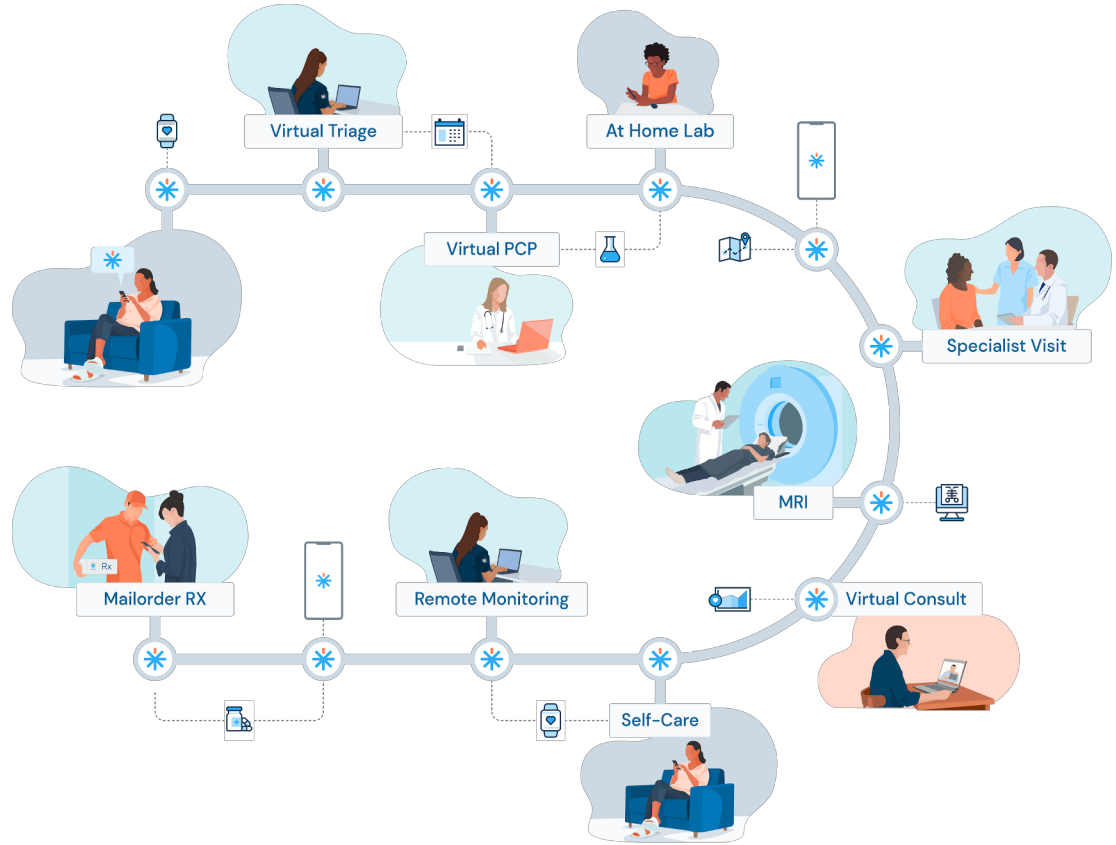 Virtual Triage
At Home Lab
Virtual PCP
Specialist Visit
MRI
Virtual Consult
Self-Care
Remote Monitoring
Mailorder RX
Rx